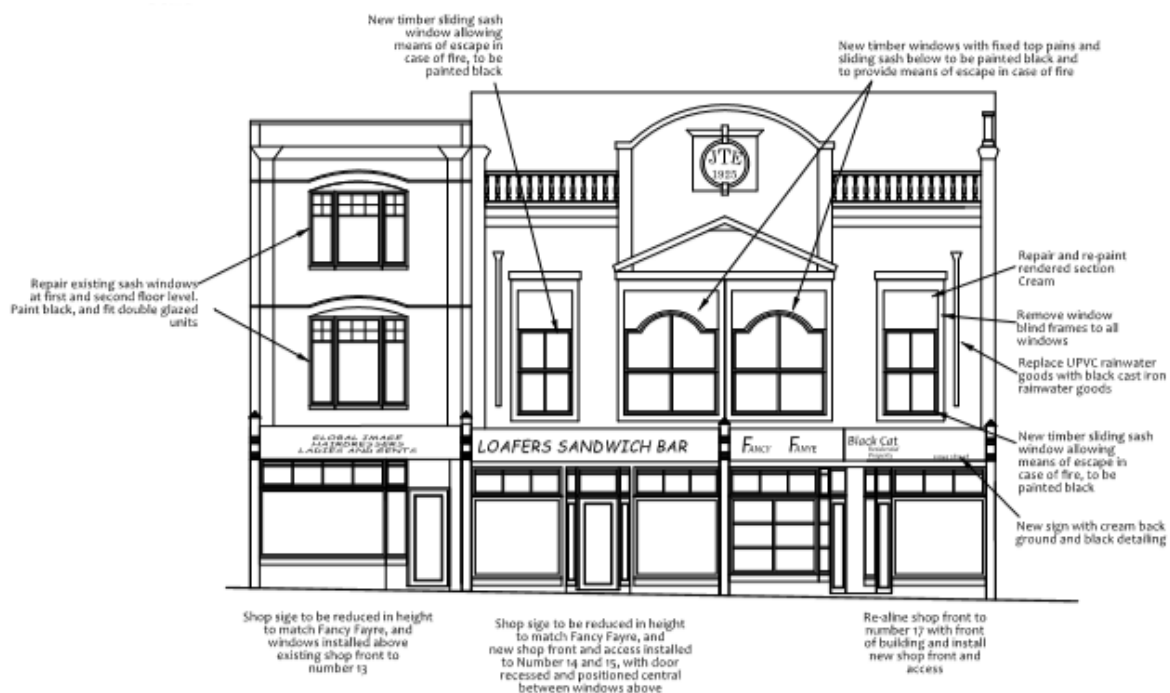 New timber sliding sash
window allowing
means of escape in
case of fire, to be
painted black
New timber windows with fixed top pains and
sliding sash below to be painted black and
to provide means of escape in case of fire
JTE
1925
Repair existing sash windows
at first and second floor level.
Paint black, and fit double glazed
units
Repair and re-paint
rendered section
Cream
Remove window
blind frames to all
windows
Replace UPVC rainwater
goods with black cast iron
rainwater goods
GLOBAL IMAGE
HAIRDRESSERS
LADIES AND GENTS
LOAFERS SANDWICH BAR
FANCY FAMYE
Black Cat
Residential
Property
New timber sliding sash
window allowing
means of escape in
case of fire, to be
painted black
New sign with cream back
ground and black detailing
Shop sige to be reduced in height
to match Fancy Fayre, and
windows installed above
existing shop front to
number 13
Shop sige to be reduced in height
to match Fancy Fayre, and
new shop front and access installed
to Number 14 and 15, with door
recessed and positioned central
between windows above
Re-aline shop front to
number 17 with front
of building and install
new shop front and
access